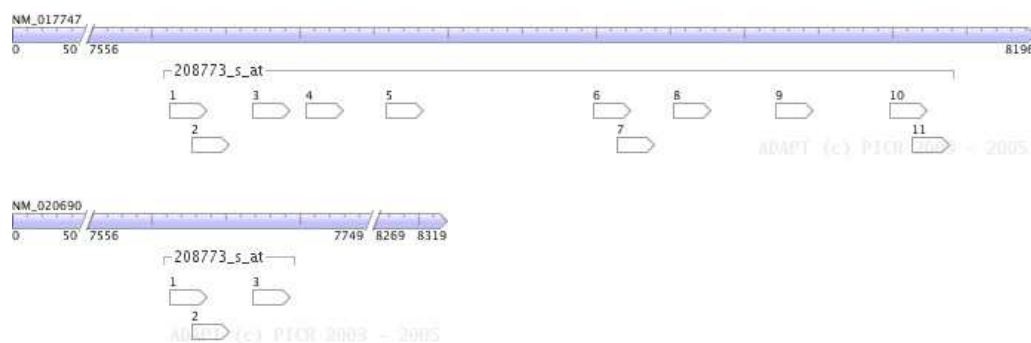 NM_017747
0 50 7556 8196
208773_s_at
1 3 4 5 6 8 9 10
2 7 11
ADAPT (c) PICR 2003 - 2005
NM_020690
0 50 7556 7749 8269 8319
208773_s_at
1 3
2
ADAPT (c) PICR 2003 - 2005